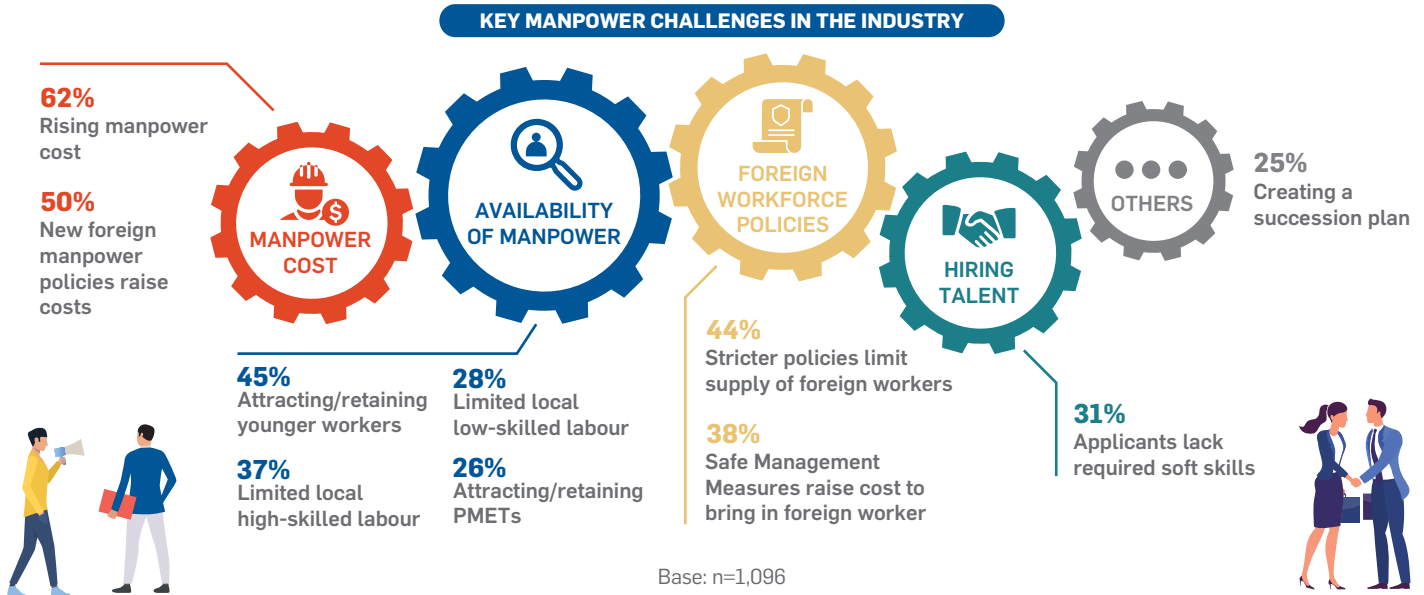 KEY MANPOWER CHALLENGES IN THE INDUSTRY
62%
Rising manpower
cost
50%
New foreign
manpower
policies raise
costs
$
MANPOWER
COST
AVAILABILITY
OF MANPOWER
FOREIGN
WORKFORCE
POLICIES
HIRING
TALENT
OTHERS
25%
Creating a
succession plan
45%
Attracting/retaining
younger workers
37%
Limited local
high-skilled labour
28%
Limited local
low-skilled labour
26%
Attracting/retaining
PMETs
44%
Stricter policies limit
supply of foreign workers
38%
Safe Management
Measures raise cost to
bring in foreign worker
31%
Applicants lack
required soft skills
Base: n=1,096